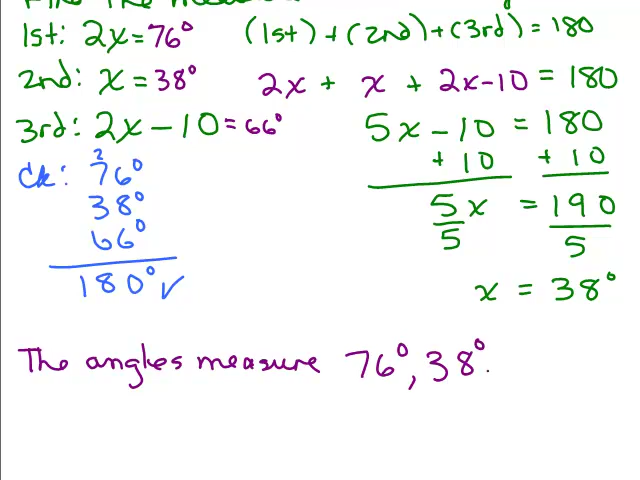 1st: 2x = 76° (1st) + (2nd) + (3rd) = 180
2nd: x = 38° 2x + x + 2x-10 = 180
3rd: 2x - 10 = 66° 5x - 10 = 180
+ 10 + 10
Ck: 2
76°
38°
66°
180° ✓
5x = 190
5 5
x = 38°
The angles measure 76°, 38°